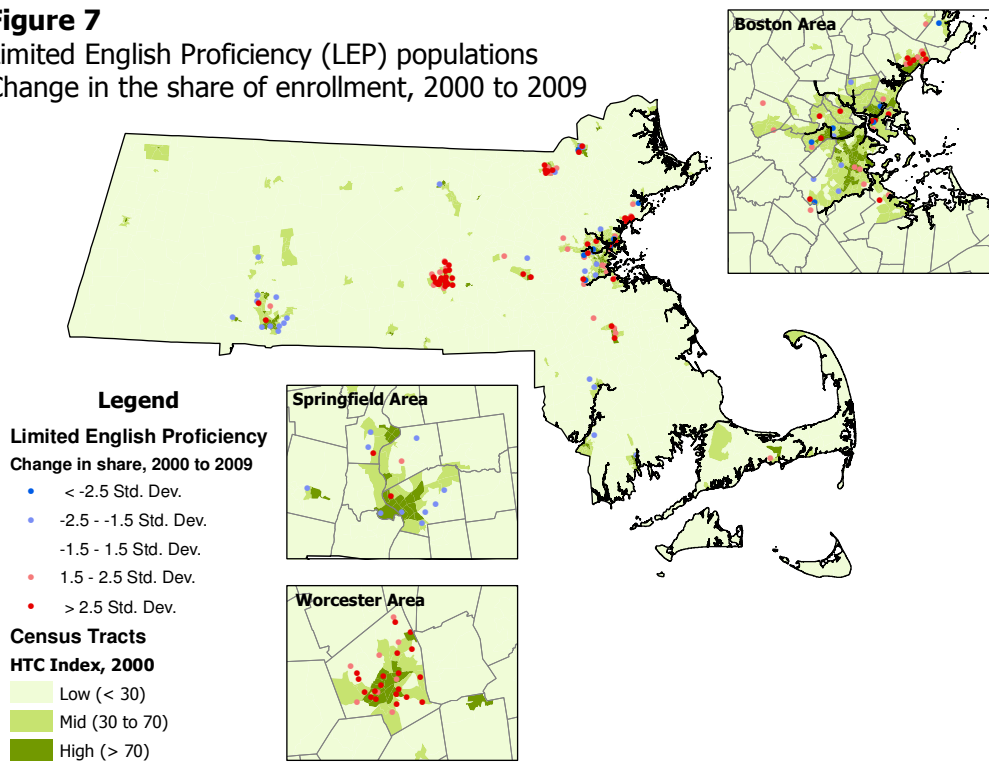 Figure 7
Limited English Proficiency (LEP) populations
Change in the share of enrollment, 2000 to 2009
Boston Area
Springfield Area
Worcester Area
Legend
Limited English Proficiency
Change in share, 2000 to 2009
< -2.5 Std. Dev.
-2.5 - -1.5 Std. Dev.
-1.5 - 1.5 Std. Dev.
1.5 - 2.5 Std. Dev.
> 2.5 Std. Dev.
Census Tracts
HTC Index, 2000
Low (< 30)
Mid (30 to 70)
High (> 70)